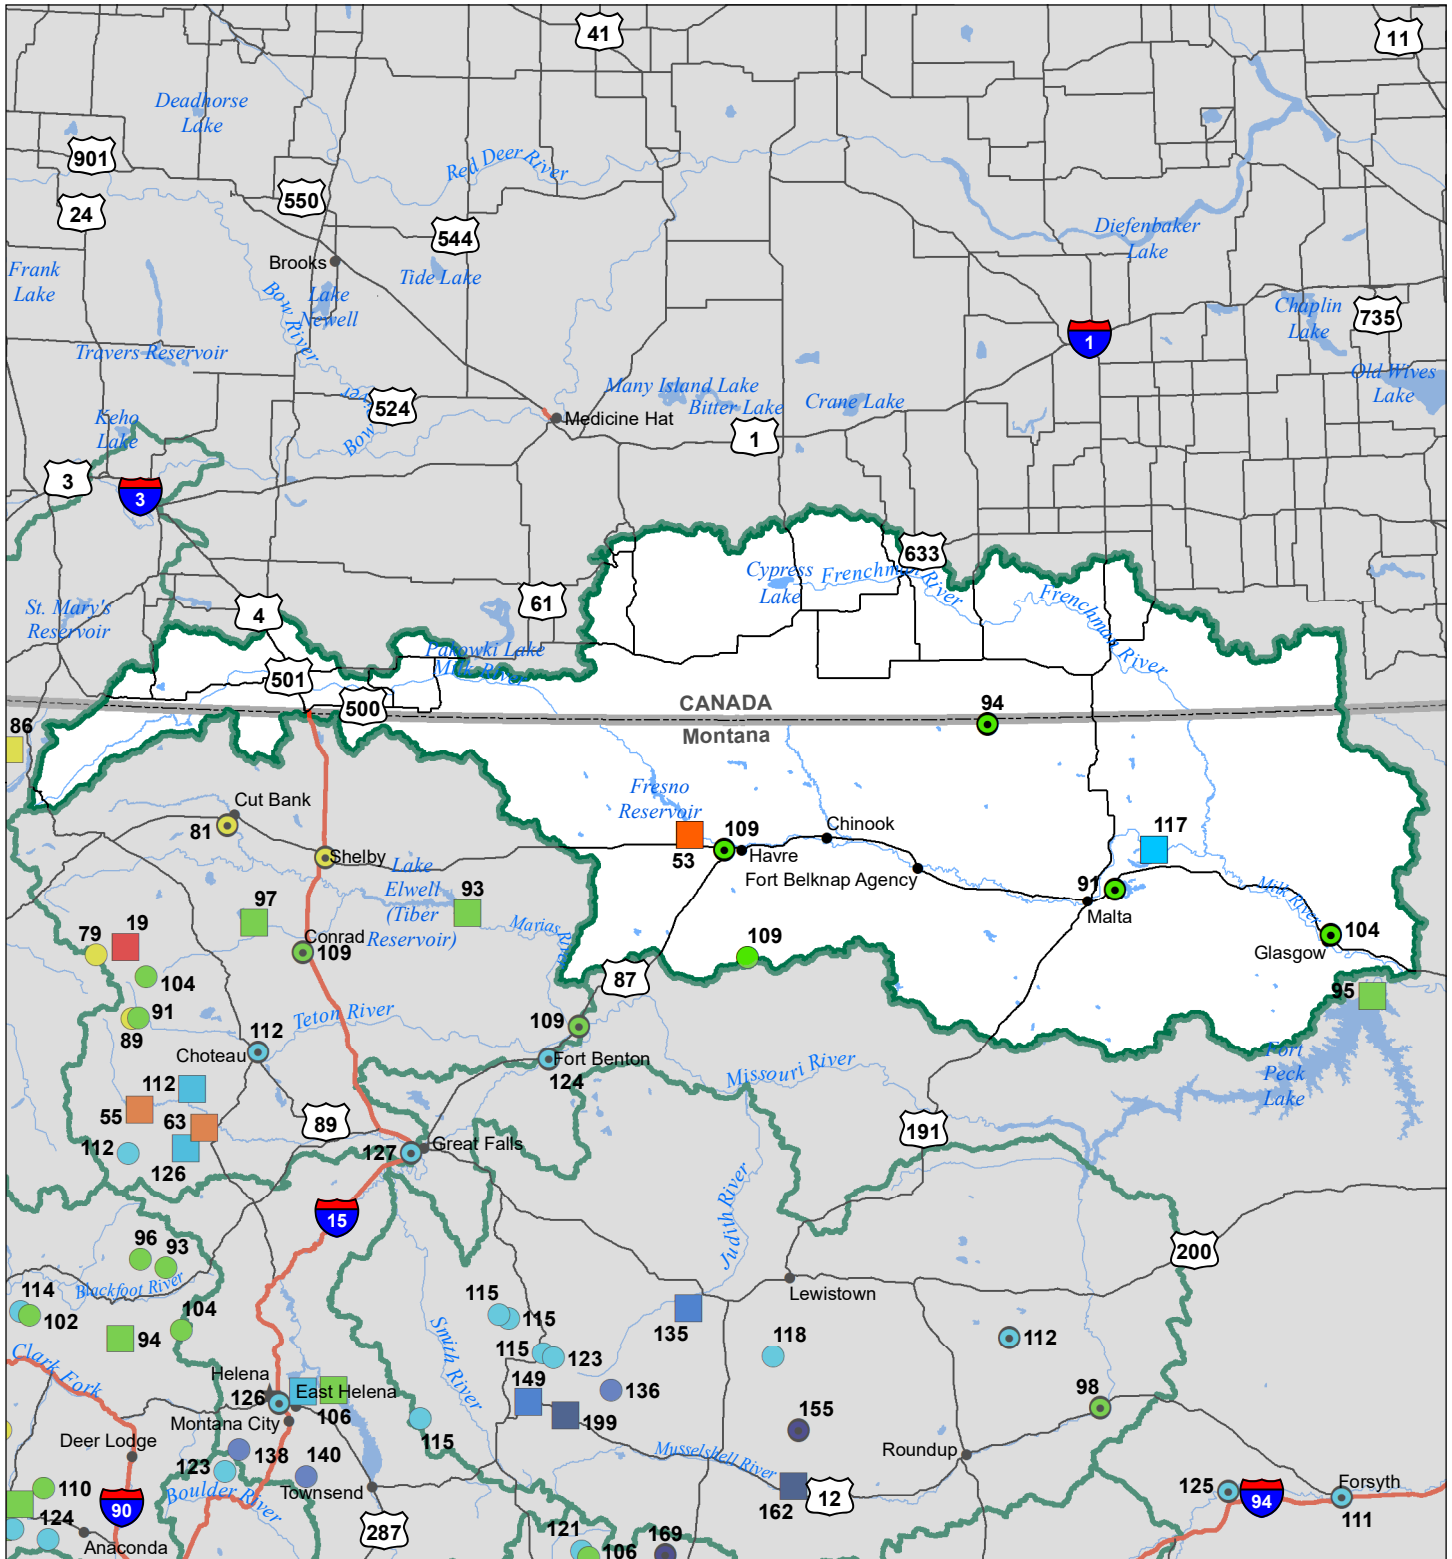 41
11
Deadhorse
Lake
901
Red Deer River
550
24
544
Diefenbaker
Lake
Brooks
Frank
Lake
Tide Lake
Bow River
Lake
Newell
Chaplin
Lake
735
1
Travers Reservoir
Old Wives
Lake
Many Island Lake
Bitter Lake
Crane Lake
524
Keho
Lake
Medicine Hat
1
Bow
3
3
633
Cypress
Lake
Frenchman River
Frenchman River
61
4
St. Mary's
Reservoir
Pakowki Lake
Milk River
501
500
CANADA
94
Montana
86
Fresno
Reservoir
Cut Bank
81
109
Chinook
117
53
Havre
Shelby
Lake
Elwell
(Tiber
Reservoir)
Fort Belknap Agency
91
Malta
Milk River
93
97
Marias River
19
79
Conrad
109
109
104
Glasgow
104
87
95
91
89
109
Teton River
112
Choteau
Fort Benton
124
Missouri River
Fort
Peck
Lake
112
55
63
89
191
112
126
127
Great Falls
Judith River
15
96
93
200
Blackfoot River
114
102
104
94
Lewistown
115
115
135
Smith River
115
123
118
112
Clark Fork
Helena
126
East Helena
106
149
136
98
199
155
Montana City
115
Deer Lodge
138
Musselshell River
Roundup
123
140
110
Boulder River
Townsend
162
12
125
94
Forsyth
111
90
124
287
Anaconda
121
106
169